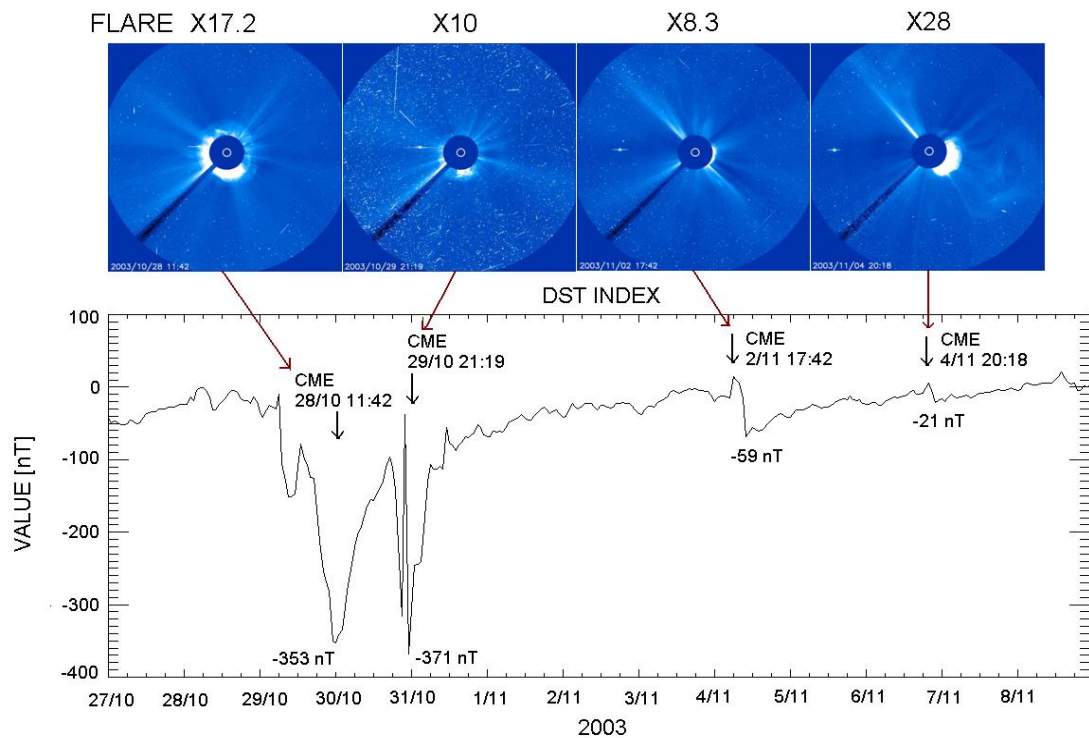 FLARE X17.2 X10 X8.3 X28
2003/10/28 11:42 2003/10/29 21:19 2003/11/02 17:42 2003/11/04 20:18
DST INDEX
100
0
-100
-200
-300
-400
VALUE [nT]
CME
28/10 11:42
CME
29/10 21:19
CME
2/11 17:42
CME
4/11 20:18
-353 nT
-371 nT
-59 nT
-21 nT
27/10 28/10 29/10 30/10 31/10 1/11 2/11 3/11 4/11 5/11 6/11 7/11 8/11
2003